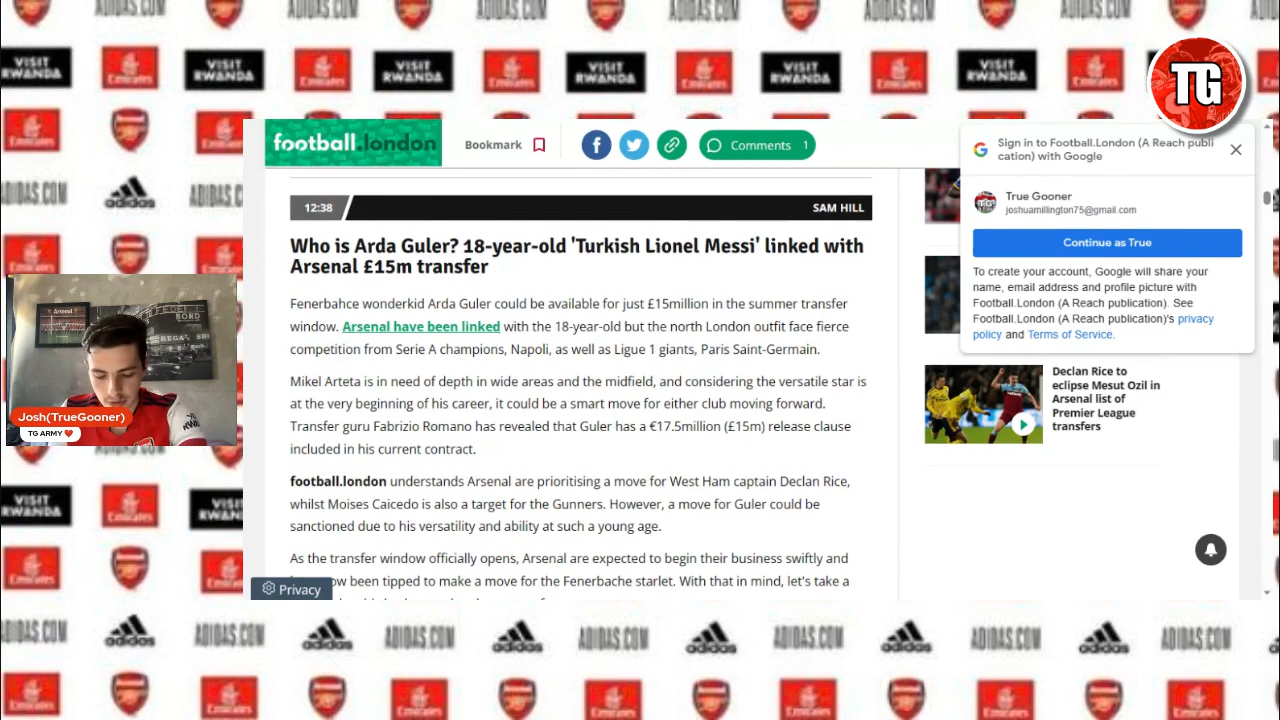 TG
football.london
Bookmark
Comments 1
Sign in to Football.London (A Reach publi
cation) with Google
True Gooner
joshuamillington75@gmail.com
Continue as True
To create your account, Google will share your
name, email address and profile picture with
Football.London (A Reach publication). See
Football.London (A Reach publication)'s privacy
policy and Terms of Service.
12:38
SAM HILL
Who is Arda Guler? 18-year-old 'Turkish Lionel Messi' linked with
Arsenal £15m transfer
Fenerbahce wonderkid Arda Guler could be available for just £15million in the summer transfer
window. Arsenal have been linked with the 18-year-old but the north London outfit face fierce
competition from Serie A champions, Napoli, as well as Ligue 1 giants, Paris Saint-Germain.
Mikel Arteta is in need of depth in wide areas and the midfield, and considering the versatile star is
at the very beginning of his career, it could be a smart move for either club moving forward.
Transfer guru Fabrizio Romano has revealed that Guler has a €17.5million (£15m) release clause
included in his current contract.
football.london understands Arsenal are prioritising a move for West Ham captain Declan Rice,
whilst Moises Caicedo is also a target for the Gunners. However, a move for Guler could be
sanctioned due to his versatility and ability at such a young age.
As the transfer window officially opens, Arsenal are expected to begin their business swiftly and
been tipped to make a move for the Fenerbache starlet. With that in mind, let's take a
Privacy
Declan Rice to
eclipse Mesut Ozil in
Arsenal list of
Premier League
transfers
Josh(TrueGooner)
TG ARMY ❤️
VISIT RWANDA
Emirates
Arsenal
ADIDAS.COM